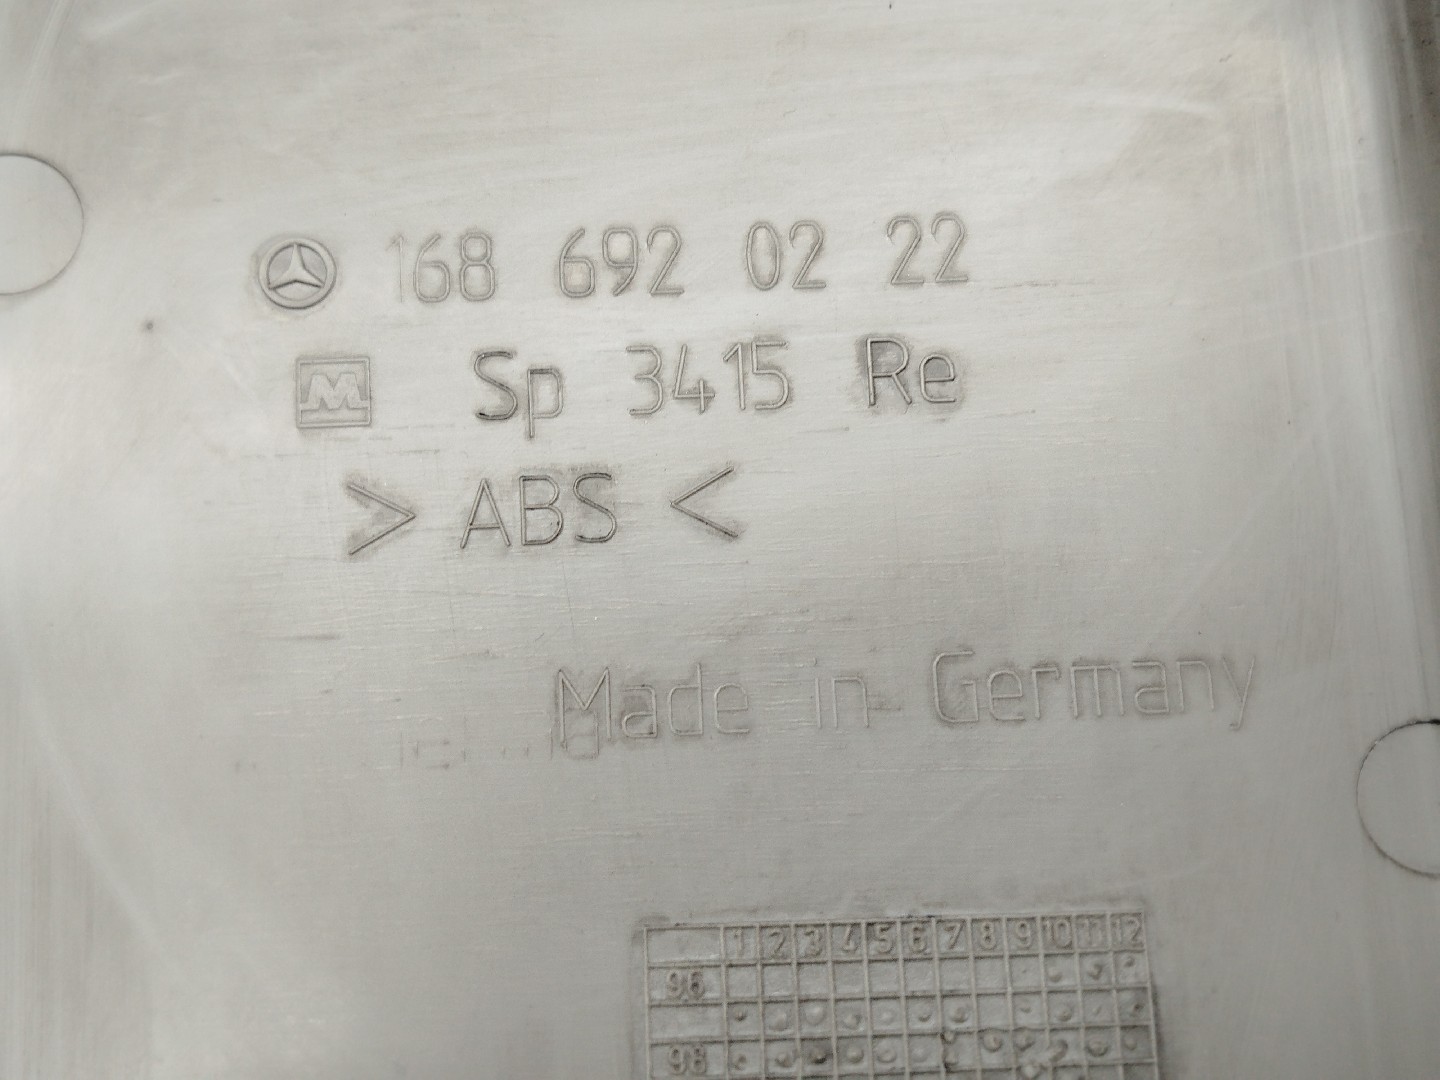 168 692 02 22
M Sp 3415 Re
> ABS <
Made in Germany
1 2 3 4 5 6 7 8 9 10 11 12
96
98